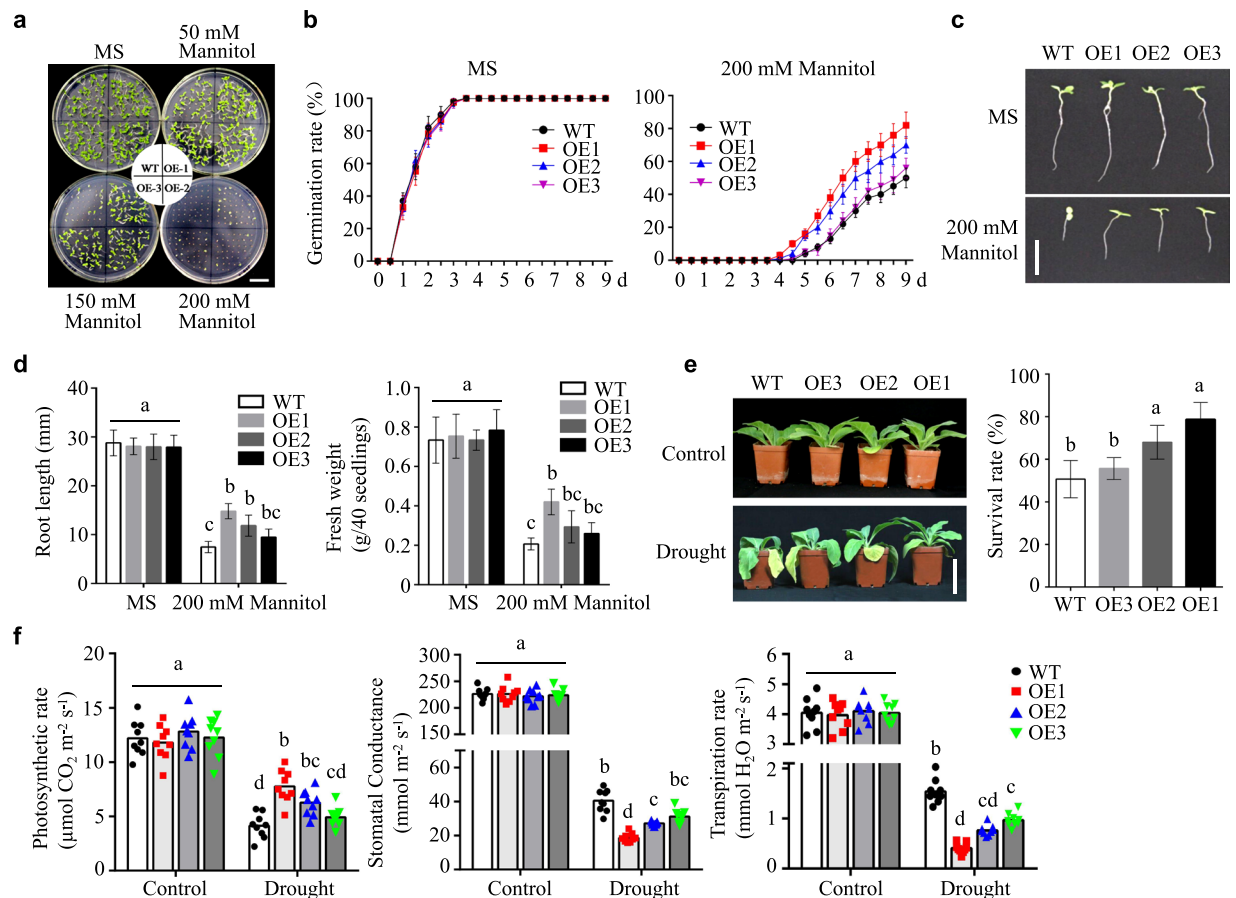 a
MS
50 mM
Mannitol
WT OE-1
OE-3 OE-2
150 mM
Mannitol
200 mM
Mannitol
b
MS
Germination rate (%)
100
80
60
40
20
0
0 1 2 3 4 5 6 7 8 9 d
WT
OE1
OE2
OE3
200 mM Mannitol
100
80
60
40
20
0
0 1 2 3 4 5 6 7 8 9 d
WT
OE1
OE2
OE3
c
WT OE1 OE2 OE3
MS
200 mM
Mannitol
d
Root length (mm)
40
30
20
10
0
a
c b b bc
MS 200 mM Mannitol
WT
OE1
OE2
OE3
Fresh weight
(g/40 seedlings)
1.0
0.8
0.6
0.4
0.2
0
a
c b bc bc
MS 200 mM Mannitol
WT
OE1
OE2
OE3
e
WT OE3 OE2 OE1
Control
Drought
Survival rate (%)
100
80
60
40
20
0
b b a a
WT OE3 OE2 OE1
f
Photosynthetic rate
(μmol CO2 m-2 s-1)
20
15
10
5
0
a
d b bc cd
Control Drought
Stomatal Conductance
(mmol m-2 s-1)
300
250
200
150
60
40
20
0
a
b d c bc
Control Drought
Transpiration rate
(mmol H2O m-2 s-1)
6
5
4
3
2
1
0
a
b d cd c
Control Drought
WT
OE1
OE2
OE3